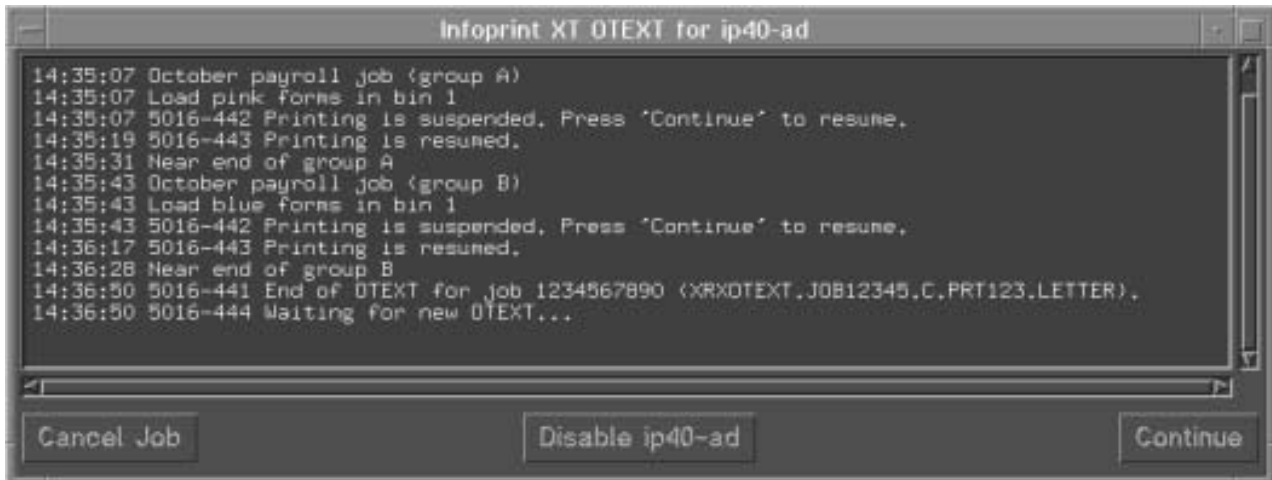 Infoprint XT OTEXT for ip40-ad
14:35:07 October payroll job (group A)
14:35:07 Load pink forms in bin 1
14:35:07 5016-442 Printing is suspended. Press 'Continue' to resume.
14:35:19 5016-443 Printing is resumed.
14:35:31 Near end of group A
14:35:43 October payroll job (group B)
14:35:43 Load blue forms in bin 1
14:35:43 5016-442 Printing is suspended. Press 'Continue' to resume.
14:36:17 5016-443 Printing is resumed.
14:36:28 Near end of group B
14:36:50 5016-441 End of OTEXT for job 1234567890 (XRXOTEXT.JOB12345.C.PRT123.LETTER).
14:36:50 5016-444 Waiting for new OTEXT...
Cancel Job
Disable ip40-ad
Continue